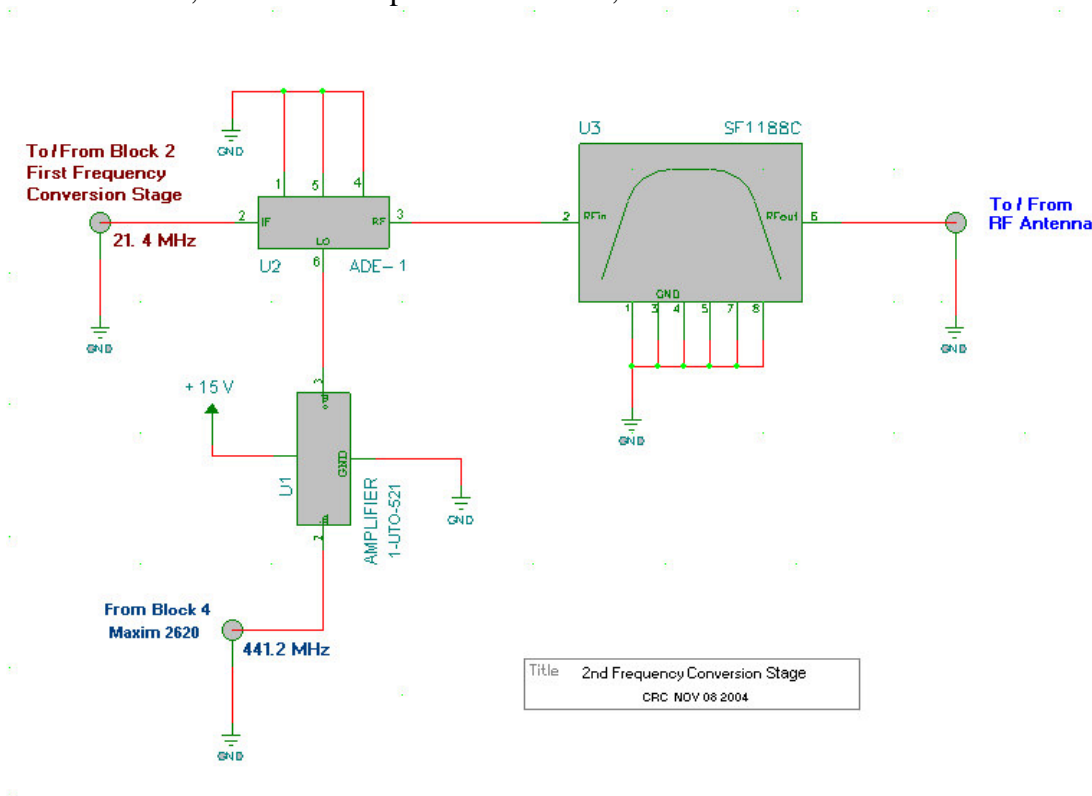 GND
To/From Block 2
First Frequency
Conversion Stage
21. 4 MHz
GND
1
5
4
2
IF
RF
3
LO
U2
6
ADE- 1
U3
SF1188C
2
RFin
RFout
6
GND
1
3
4
5
7
8
GND
To / From
RF Antenna
GND
+ 15 V
3
U1
GND
AMPLIFIER
1-UTO-521
2
GND
From Block 4
Maxim 2620
441.2 MHz
GND
Title
2nd Frequency Conversion Stage
CRC NOV 08 2004